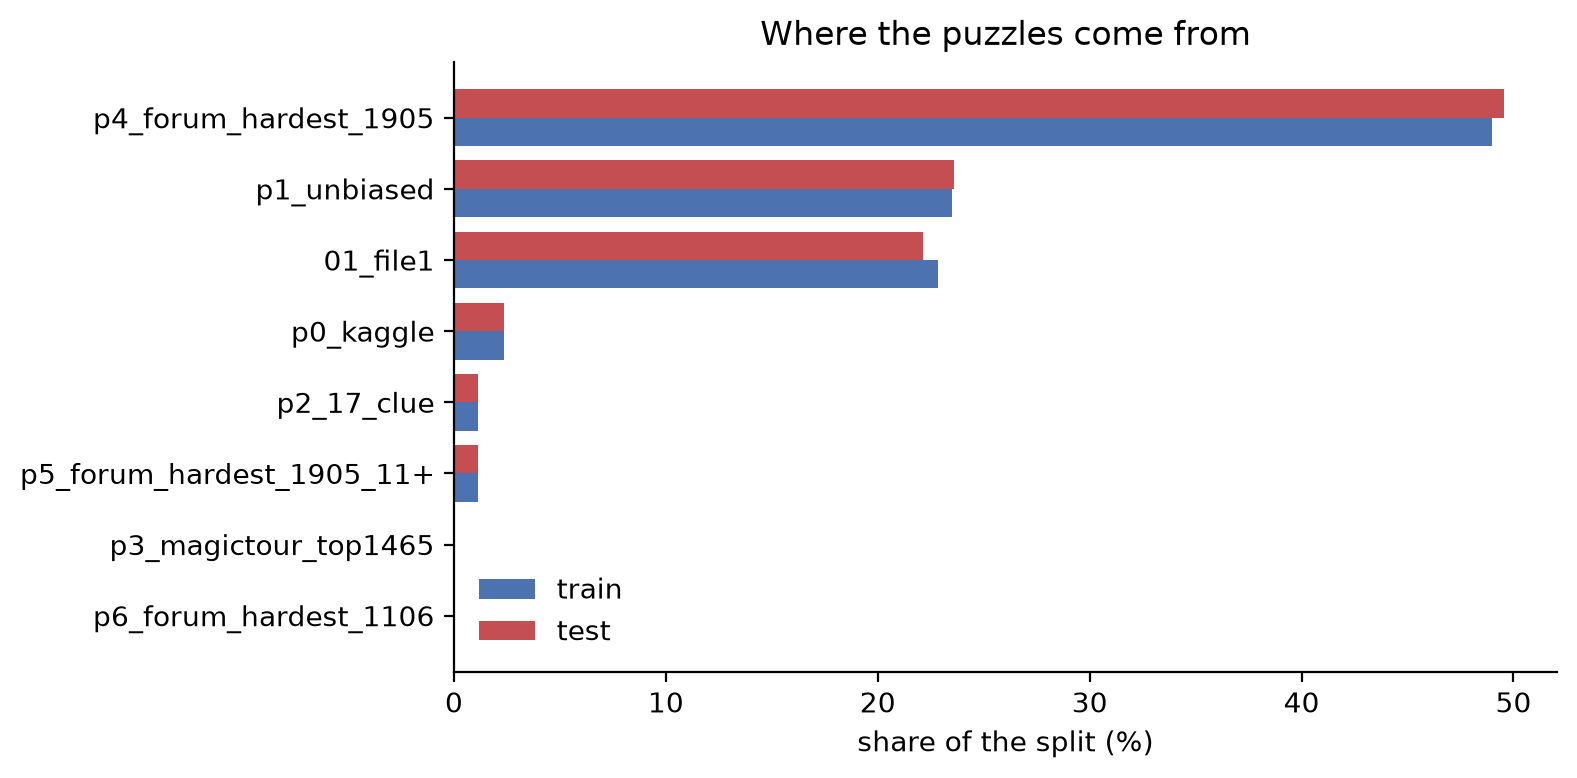 Where the puzzles come from
p4_forum_hardest_1905
p1_unbiased
01_file1
p0_kaggle
p2_17_clue
p5_forum_hardest_1905_11+
p3_magictour_top1465
p6_forum_hardest_1106
train
test
0 10 20 30 40 50
share of the split (%)